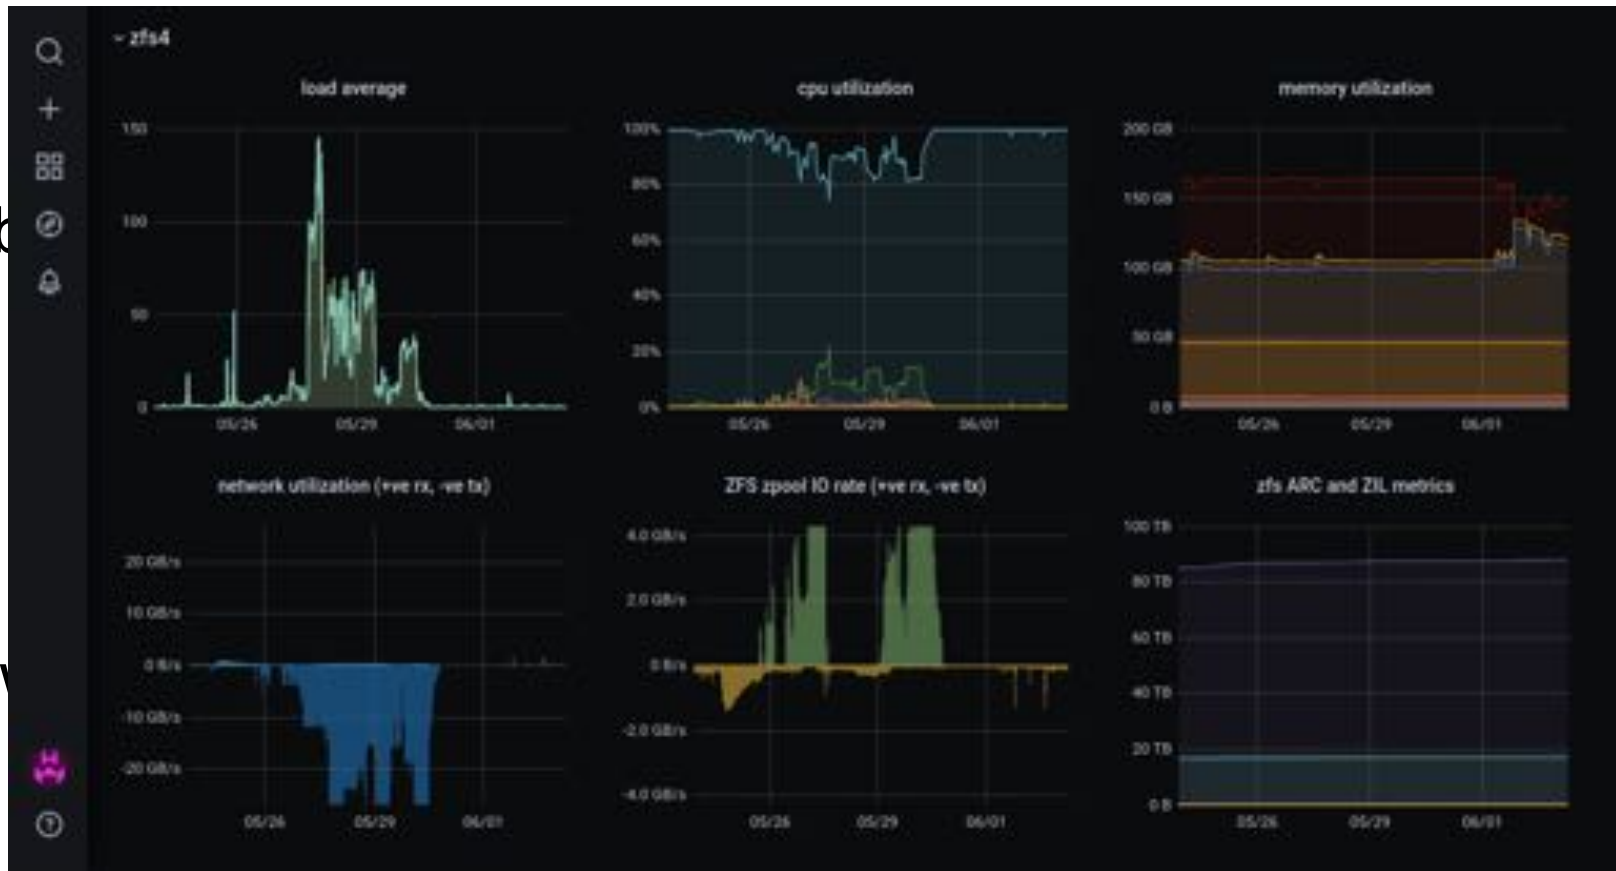 zfs4
load average
150
100
50
0
05/26
05/29
06/01
cpu utilization
100%
80%
60%
40%
20%
0%
05/26
05/29
06/01
memory utilization
200 GB
150 GB
100 GB
50 GB
0 B
05/26
05/29
06/01
network utilization (+ve rx, -ve tx)
20 GB/s
10 GB/s
0 B/s
-10 GB/s
-20 GB/s
05/26
05/29
06/01
ZFS zpool IO rate (+ve rx, -ve tx)
4.0 GB/s
2.0 GB/s
0 B/s
-2.0 GB/s
-4.0 GB/s
05/26
05/29
06/01
zfs ARC and ZIL metrics
100 TB
80 TB
60 TB
40 TB
20 TB
0 B
05/26
05/29
06/01